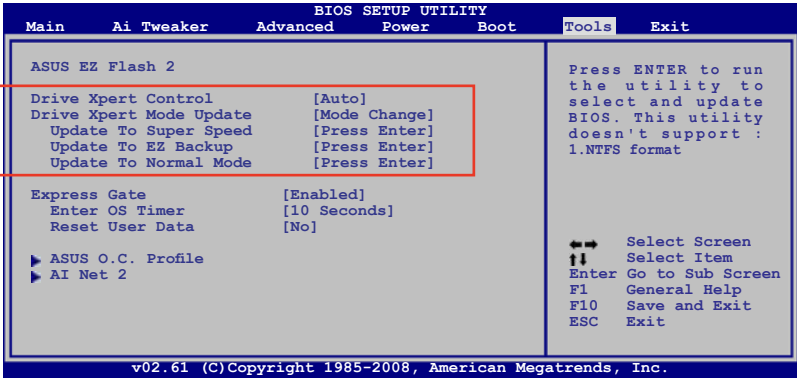 BIOS SETUP UTILITY
Main Ai Tweaker Advanced Power Boot Tools Exit
ASUS EZ Flash 2
Drive Xpert Control [Auto]
Drive Xpert Mode Update [Mode Change]
Update To Super Speed [Press Enter]
Update To EZ Backup [Press Enter]
Update To Normal Mode [Press Enter]
Express Gate [Enabled]
Enter OS Timer [10 Seconds]
Reset User Data [No]
ASUS O.C. Profile
AI Net 2
Press ENTER to run
the utility to
select and update
BIOS. This utility
doesn't support :
1.NTFS format
Select Screen
Select Item
Enter Go to Sub Screen
F1 General Help
F10 Save and Exit
ESC Exit
v02.61 (C)Copyright 1985-2008, American Megatrends, Inc.